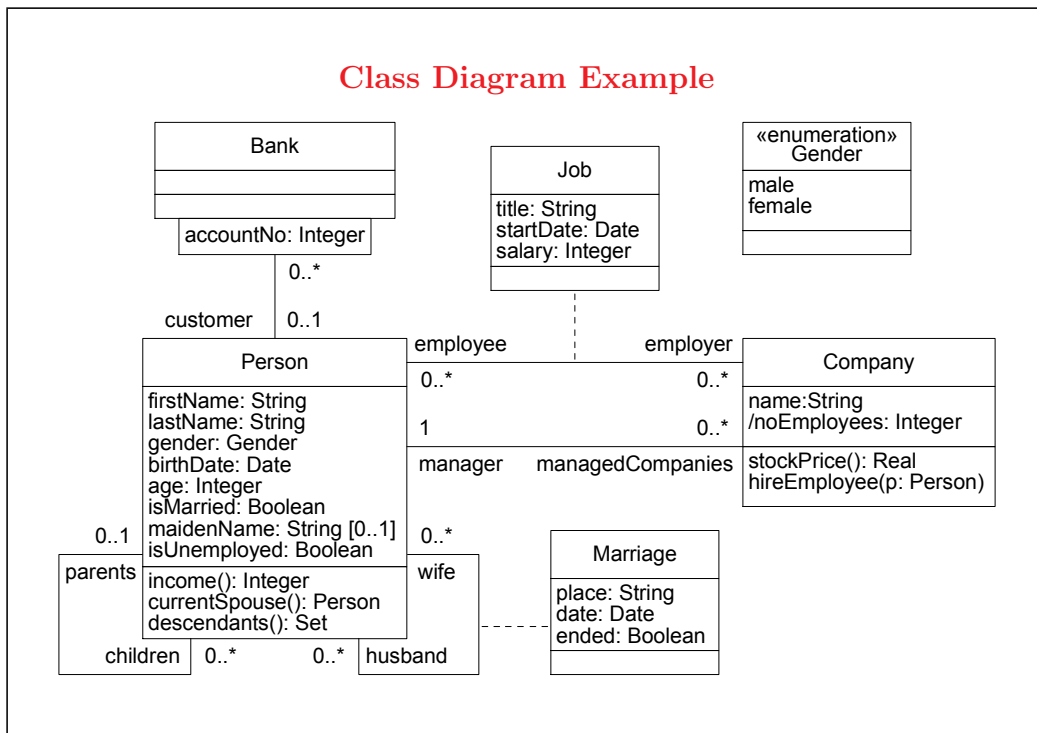 Class Diagram Example
Bank
accountNo: Integer
0..*
customer
0..1
Job
title: String
startDate: Date
salary: Integer
«enumeration»
Gender
male
female
Person
firstName: String
lastName: String
gender: Gender
birthDate: Date
age: Integer
isMarried: Boolean
maidenName: String [0..1]
isUnemployed: Boolean
income(): Integer
currentSpouse(): Person
descendants(): Set
employee
employer
0..*
0..*
1
0..*
manager
managedCompanies
Company
name:String
/noEmployees: Integer
stockPrice(): Real
hireEmployee(p: Person)
0..1
parents
children
0..*
0..*
wife
0..*
husband
Marriage
place: String
date: Date
ended: Boolean